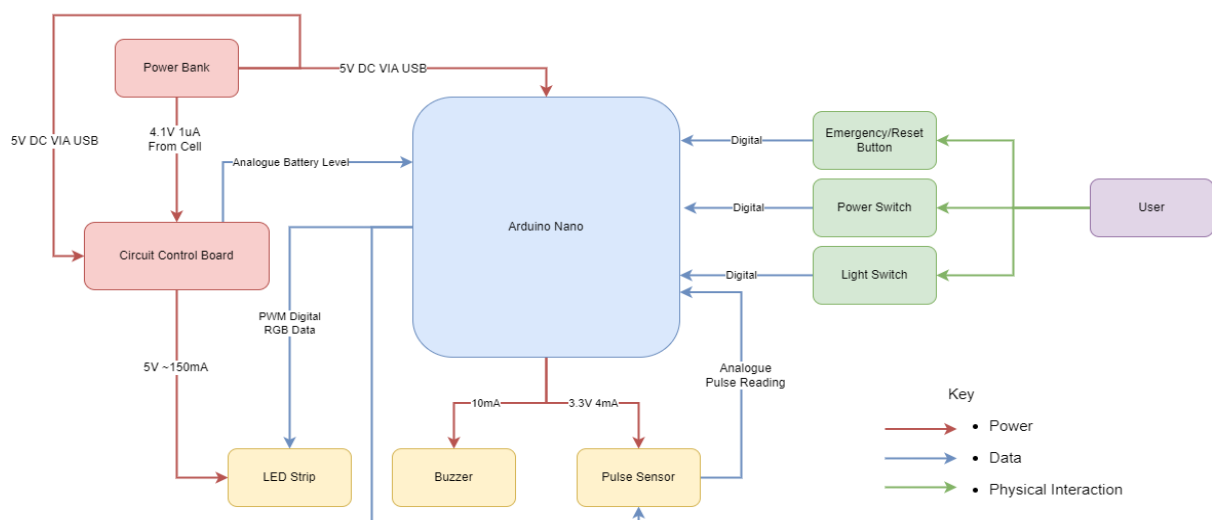 Power Bank
5V DC VIA USB
5V DC VIA USB
4.1V 1uA
From Cell
Analogue Battery Level
Circuit Control Board
Arduino Nano
Digital
Emergency/Reset
Button
Digital
Power Switch
User
Digital
Light Switch
PWM Digital
RGB Data
5V ~150mA
Analogue
Pulse Reading
10mA
3.3V 4mA
LED Strip
Buzzer
Pulse Sensor
Key
• Power
• Data
• Physical Interaction